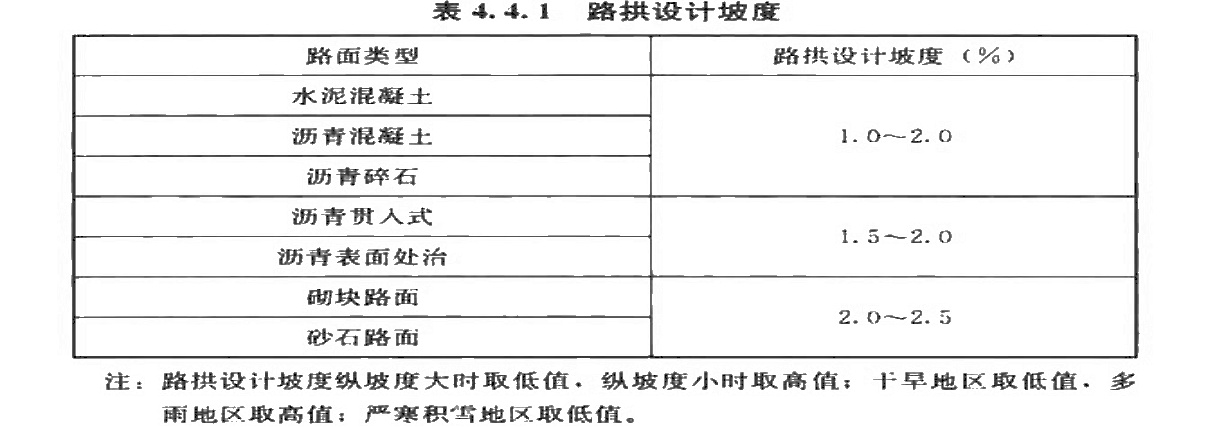 表 4.4.1 路拱设计坡度
路面类型 路拱设计坡度（%）
水泥混凝土
沥青混凝土 1.0～2.0
沥青碎石
沥青贯入式
1.5～2.0
沥青表面处治
砌块路面
2.0～2.5
砂石路面
注：路拱设计坡度纵坡度大时取低值，纵坡度小时取高值；干旱地区取低值，多
雨地区取高值；严寒积雪地区取低值。